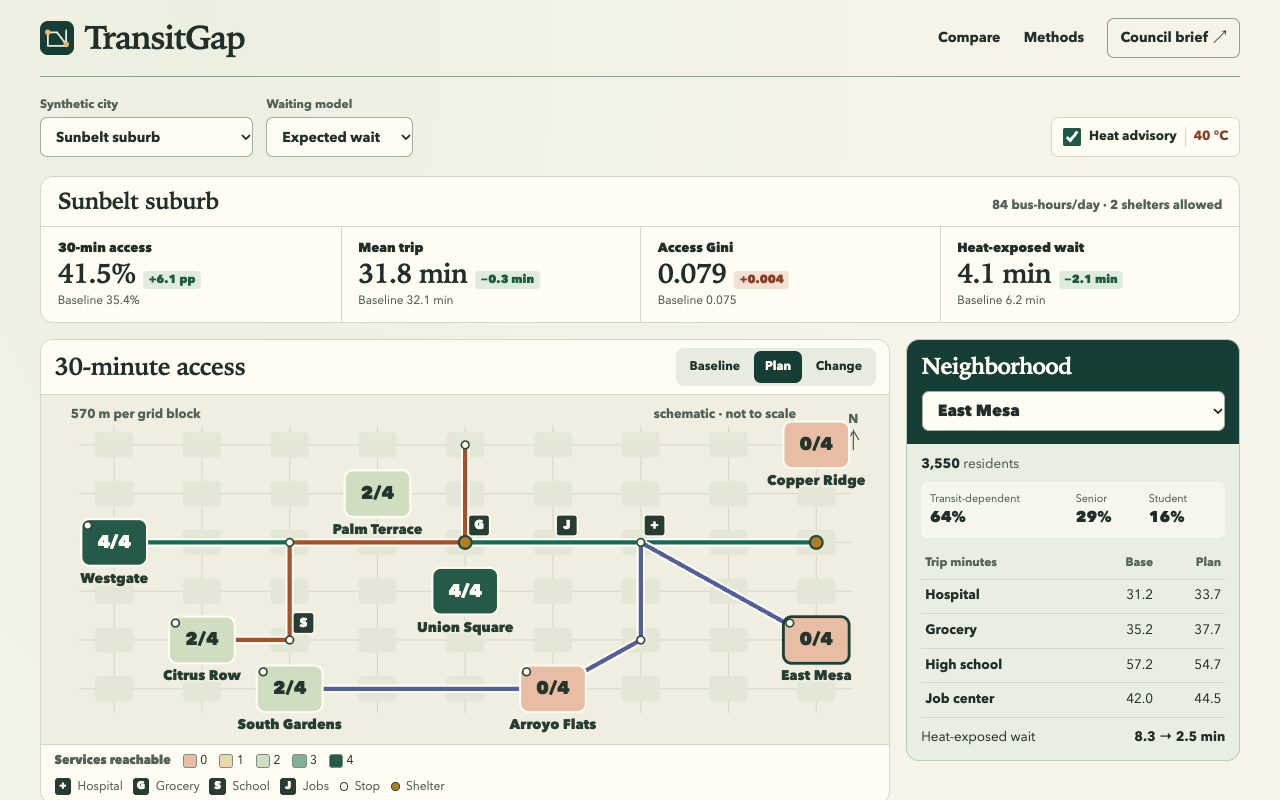 TransitGap
Compare Methods Council brief ↗
Synthetic city Waiting model
Sunbelt suburb Expected wait Heat advisory 40 °C
Sunbelt suburb 84 bus-hours/day · 2 shelters allowed
30-min access Mean trip Access Gini Heat-exposed wait
41.5% +6.1 pp 31.8 min −0.3 min 0.079 +0.004 4.1 min −2.1 min
Baseline 35.4% Baseline 32.1 min Baseline 0.075 Baseline 6.2 min
30-minute access Baseline Plan Change
570 m per grid block schematic · not to scale N
0/4
Copper Ridge
2/4
Palm Terrace
G J +
4/4
Westgate
4/4
Union Square
S
2/4
Citrus Row
0/4
East Mesa
2/4
South Gardens
0/4
Arroyo Flats
Services reachable 0 1 2 3 4
+ Hospital G Grocery S School J Jobs Stop Shelter
Neighborhood
East Mesa
3,550 residents
Transit-dependent Senior Student
64% 29% 16%
Trip minutes Base Plan
Hospital 31.2 33.7
Grocery 35.2 37.7
High school 57.2 54.7
Job center 42.0 44.5
Heat-exposed wait 8.3 → 2.5 min